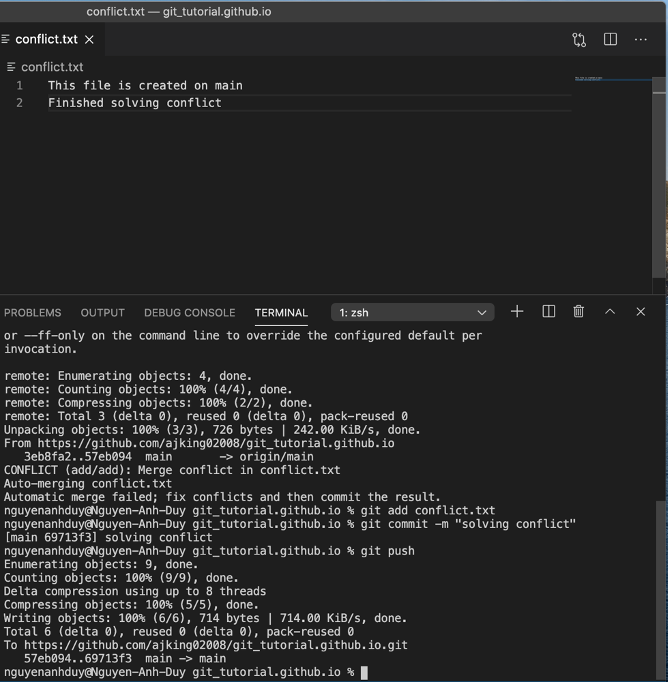 conflict.txt — git_tutorial.github.io
conflict.txt
conflict.txt
1 This file is created on main
2 Finished solving conflict
PROBLEMS OUTPUT DEBUG CONSOLE TERMINAL 1: zsh
or --ff-only on the command line to override the configured default per
invocation.
remote: Enumerating objects: 4, done.
remote: Counting objects: 100% (4/4), done.
remote: Compressing objects: 100% (2/2), done.
remote: Total 3 (delta 0), reused 0 (delta 0), pack-reused 0
Unpacking objects: 100% (3/3), 726 bytes | 242.00 KiB/s, done.
From https://github.com/ajking02008/git_tutorial.github.io
3eb8fa2..57eb094 main -> origin/main
CONFLICT (add/add): Merge conflict in conflict.txt
Auto-merging conflict.txt
Automatic merge failed; fix conflicts and then commit the result.
nguyenanhduy@Nguyen-Anh-Duy git_tutorial.github.io % git add conflict.txt
nguyenanhduy@Nguyen-Anh-Duy git_tutorial.github.io % git commit -m "solving conflict"
[main 69713f3] solving conflict
nguyenanhduy@Nguyen-Anh-Duy git_tutorial.github.io % git push
Enumerating objects: 9, done.
Counting objects: 100% (9/9), done.
Delta compression using up to 8 threads
Compressing objects: 100% (5/5), done.
Writing objects: 100% (6/6), 714 bytes | 714.00 KiB/s, done.
Total 6 (delta 0), reused 0 (delta 0), pack-reused 0
To https://github.com/ajking02008/git_tutorial.github.io.git
57eb094..69713f3 main -> main
nguyenanhduy@Nguyen-Anh-Duy git_tutorial.github.io %